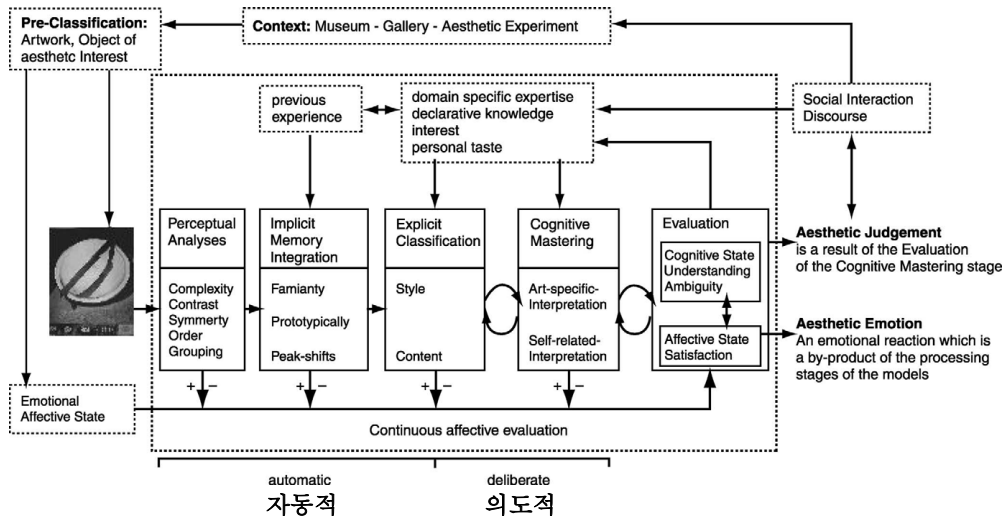 Pre-Classification:
Artwork, Object of
aesthetc Interest
Context: Museum - Gallery - Aesthetic Experiment
previous
experience
domain specific expertise
declarative knowledge
interest
personal taste
Social Interaction
Discourse
Perceptual
Analyses
Complexity
Contrast
Symmerty
Order
Grouping
Implicit
Memory
Integration
Famianty
Prototypically
Peak-shifts
Explicit
Classification
Style
Content
Cognitive
Mastering
Art-specific-
Interpretation
Self-related-
Interpretation
Evaluation
Cognitive State
Understanding
Ambiguity
Affective State
Satisfaction
Aesthetic Judgement
is a result of the Evaluation
of the Cognitive Mastering stage
Aesthetic Emotion
An emotional reaction which is
a by-product of the processing
stages of the models
Emotional
Affective State
+ −
+ −
+ −
+ −
Continuous affective evaluation
automatic
deliberate
자동적
의도적